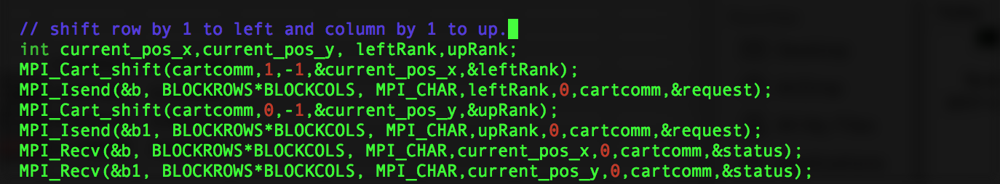 // shift row by 1 to left and column by 1 to up.
int current_pos_x,current_pos_y, leftRank,upRank;
MPI_Cart_shift(cartcomm,1,-1,&current_pos_x,&leftRank);
MPI_Isend(&b, BLOCKROWS*BLOCKCOLS, MPI_CHAR,leftRank,0,cartcomm,&request);
MPI_Cart_shift(cartcomm,0,-1,&current_pos_y,&upRank);
MPI_Isend(&b1, BLOCKROWS*BLOCKCOLS, MPI_CHAR,upRank,0,cartcomm,&request);
MPI_Recv(&b, BLOCKROWS*BLOCKCOLS, MPI_CHAR,current_pos_x,0,cartcomm,&status);
MPI_Recv(&b1, BLOCKROWS*BLOCKCOLS, MPI_CHAR,current_pos_y,0,cartcomm,&status);